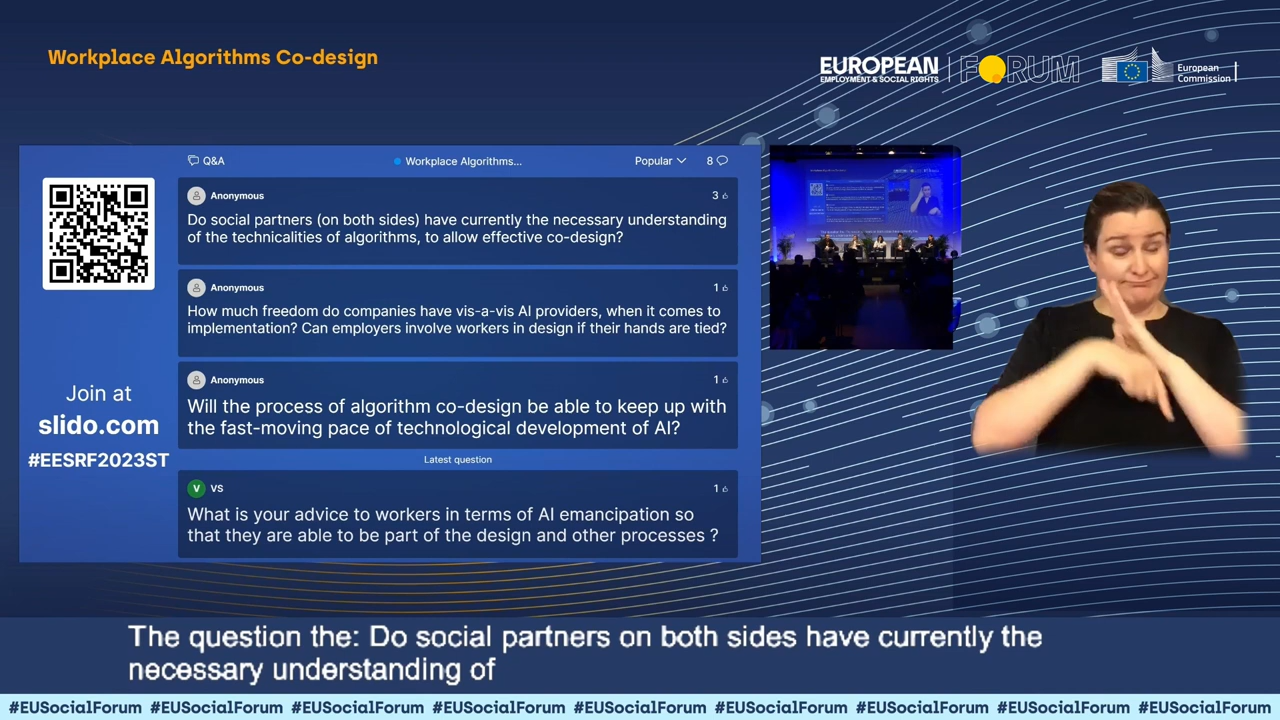 Workplace Algorithms Co-design
EUROPEAN
EMPLOYMENT & SOCIAL RIGHTS
FORUM
European
Commission
Q&A
Workplace Algorithms...
Popular
8
Anonymous
3
Do social partners (on both sides) have currently the necessary understanding
of the technicalities of algorithms, to allow effective co-design?
Anonymous
1
How much freedom do companies have vis-a-vis AI providers, when it comes to
implementation? Can employers involve workers in design if their hands are tied?
Anonymous
1
Will the process of algorithm co-design be able to keep up with
the fast-moving pace of technological development of AI?
Latest question
V VS
1
What is your advice to workers in terms of AI emancipation so
that they are able to be part of the design and other processes ?
Join at
slido.com
#EESRF2023ST
The question the: Do social partners on both sides have currently the
necessary understanding of
#EUSocialForum #EUSocialForum #EUSocialForum #EUSocialForum #EUSocialForum #EUSocialForum #EUSocialForum #EUSocialForum #EUSocialForum